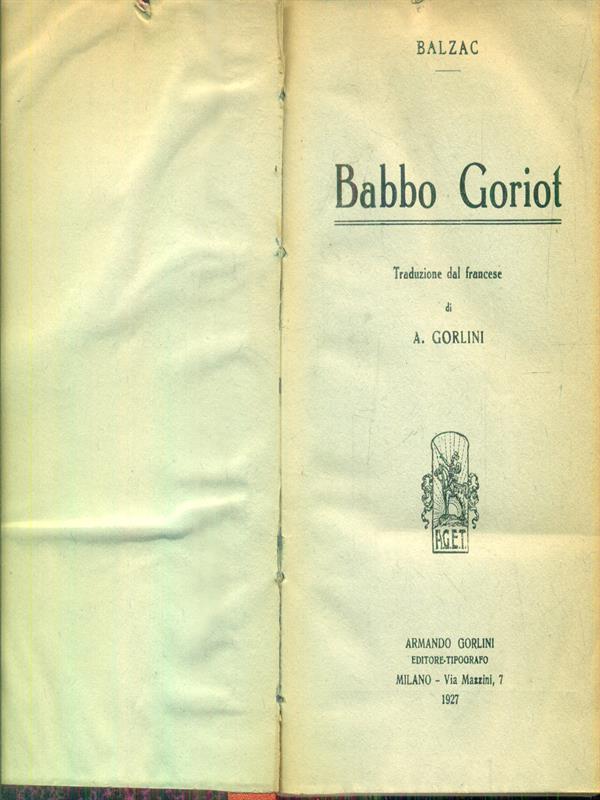 BALZAC
Babbo Goriot
Traduzione dal francese
di
A. GORLINI
A.G.E.T.
ARMANDO GORLINI
EDITORE-TIPOGRAFO
MILANO - Via Mazzini, 7
1927